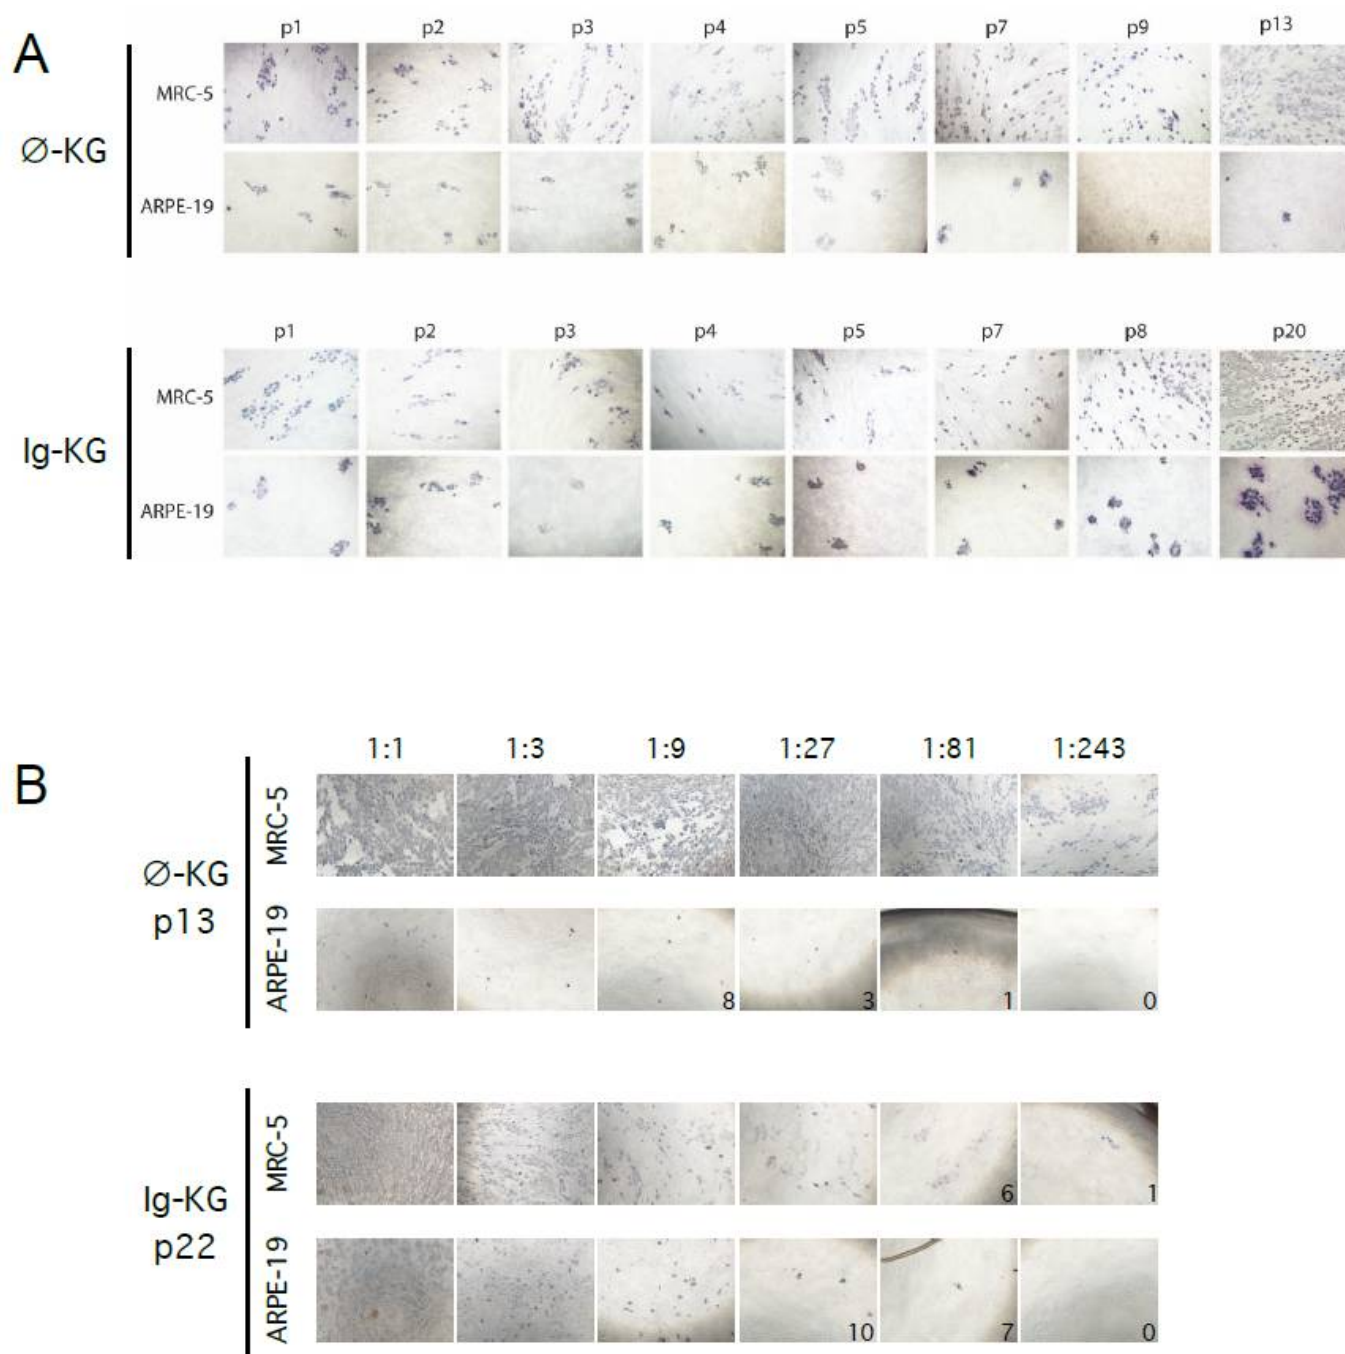 A
p1 p2 p3 p4 p5 p7 p9 p13
Ø-KG
MRC-5
ARPE-19
p1 p2 p3 p4 p5 p7 p8 p20
Ig-KG
MRC-5
ARPE-19
B
1:1 1:3 1:9 1:27 1:81 1:243
Ø-KG
p13
MRC-5
ARPE-19
8 3 1 0
Ig-KG
p22
MRC-5
6 1
ARPE-19
10 7 0